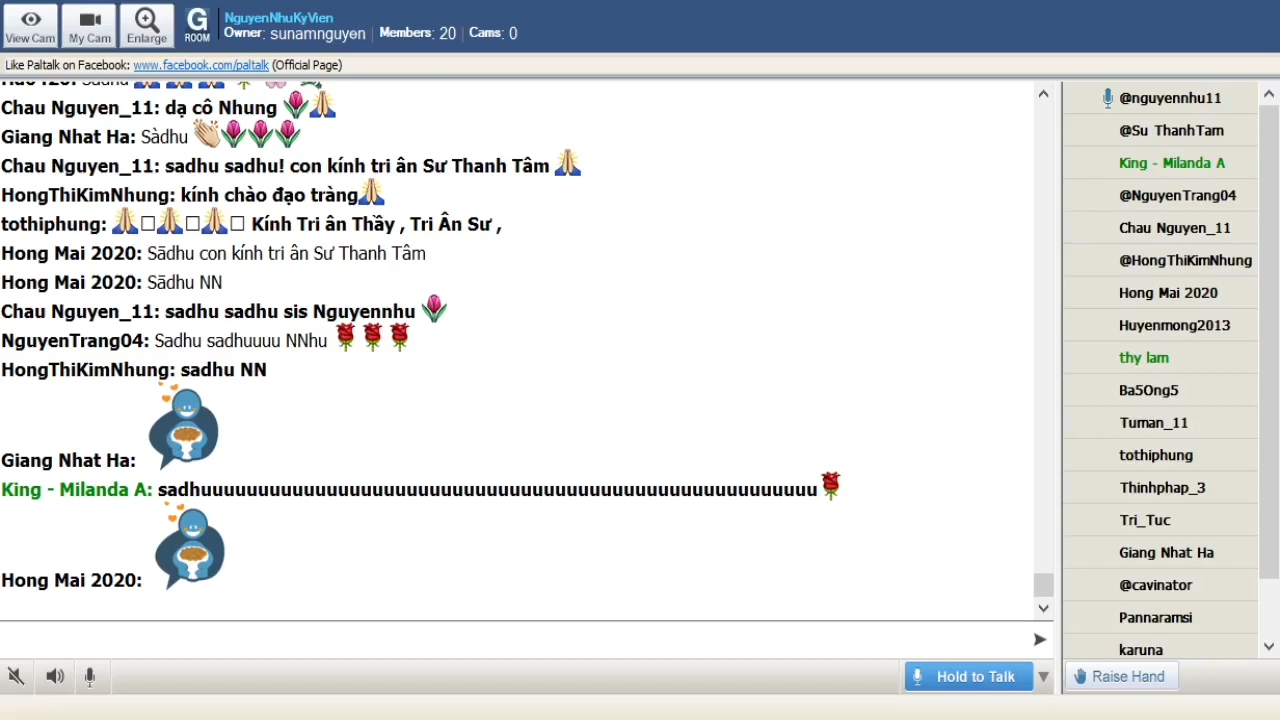 View Cam
My Cam
Enlarge
G
ROOM
NguyenNhuKyVien
Owner: sunamnguyen | Members: 20 | Cams: 0
Like Paltalk on Facebook: www.facebook.com/paltalk (Official Page)
Chau Nguyen_11: dạ cô Nhung
Giang Nhat Ha: Sàdhu
Chau Nguyen_11: sadhu sadhu! con kính tri ân Sư Thanh Tâm
HongThiKimNhung: kính chào đạo tràng
tothiphung: Kính Tri ân Thầy , Tri Ân Sư ,
Hong Mai 2020: Sādhu con kính tri ân Sư Thanh Tâm
Hong Mai 2020: Sādhu NN
Chau Nguyen_11: sadhu sadhu sis Nguyennhu
NguyenTrang04: Sadhu sadhuuuu NNhu
HongThiKimNhung: sadhu NN
Giang Nhat Ha:
King - Milanda A: sadhuuuuuuuuuuuuuuuuuuuuuuuuuuuuuuuuuuuuuuuuuuuuuuuuuuuuuu
Hong Mai 2020:
@nguyennhu11
@Su ThanhTam
King - Milanda A
@NguyenTrang04
Chau Nguyen_11
@HongThiKimNhung
Hong Mai 2020
Huyenmong2013
thy lam
Ba5Ong5
Tuman_11
tothiphung
Thinhphap_3
Tri_Tuc
Giang Nhat Ha
@cavinator
Pannaramsi
karuna
Hold to Talk
Raise Hand